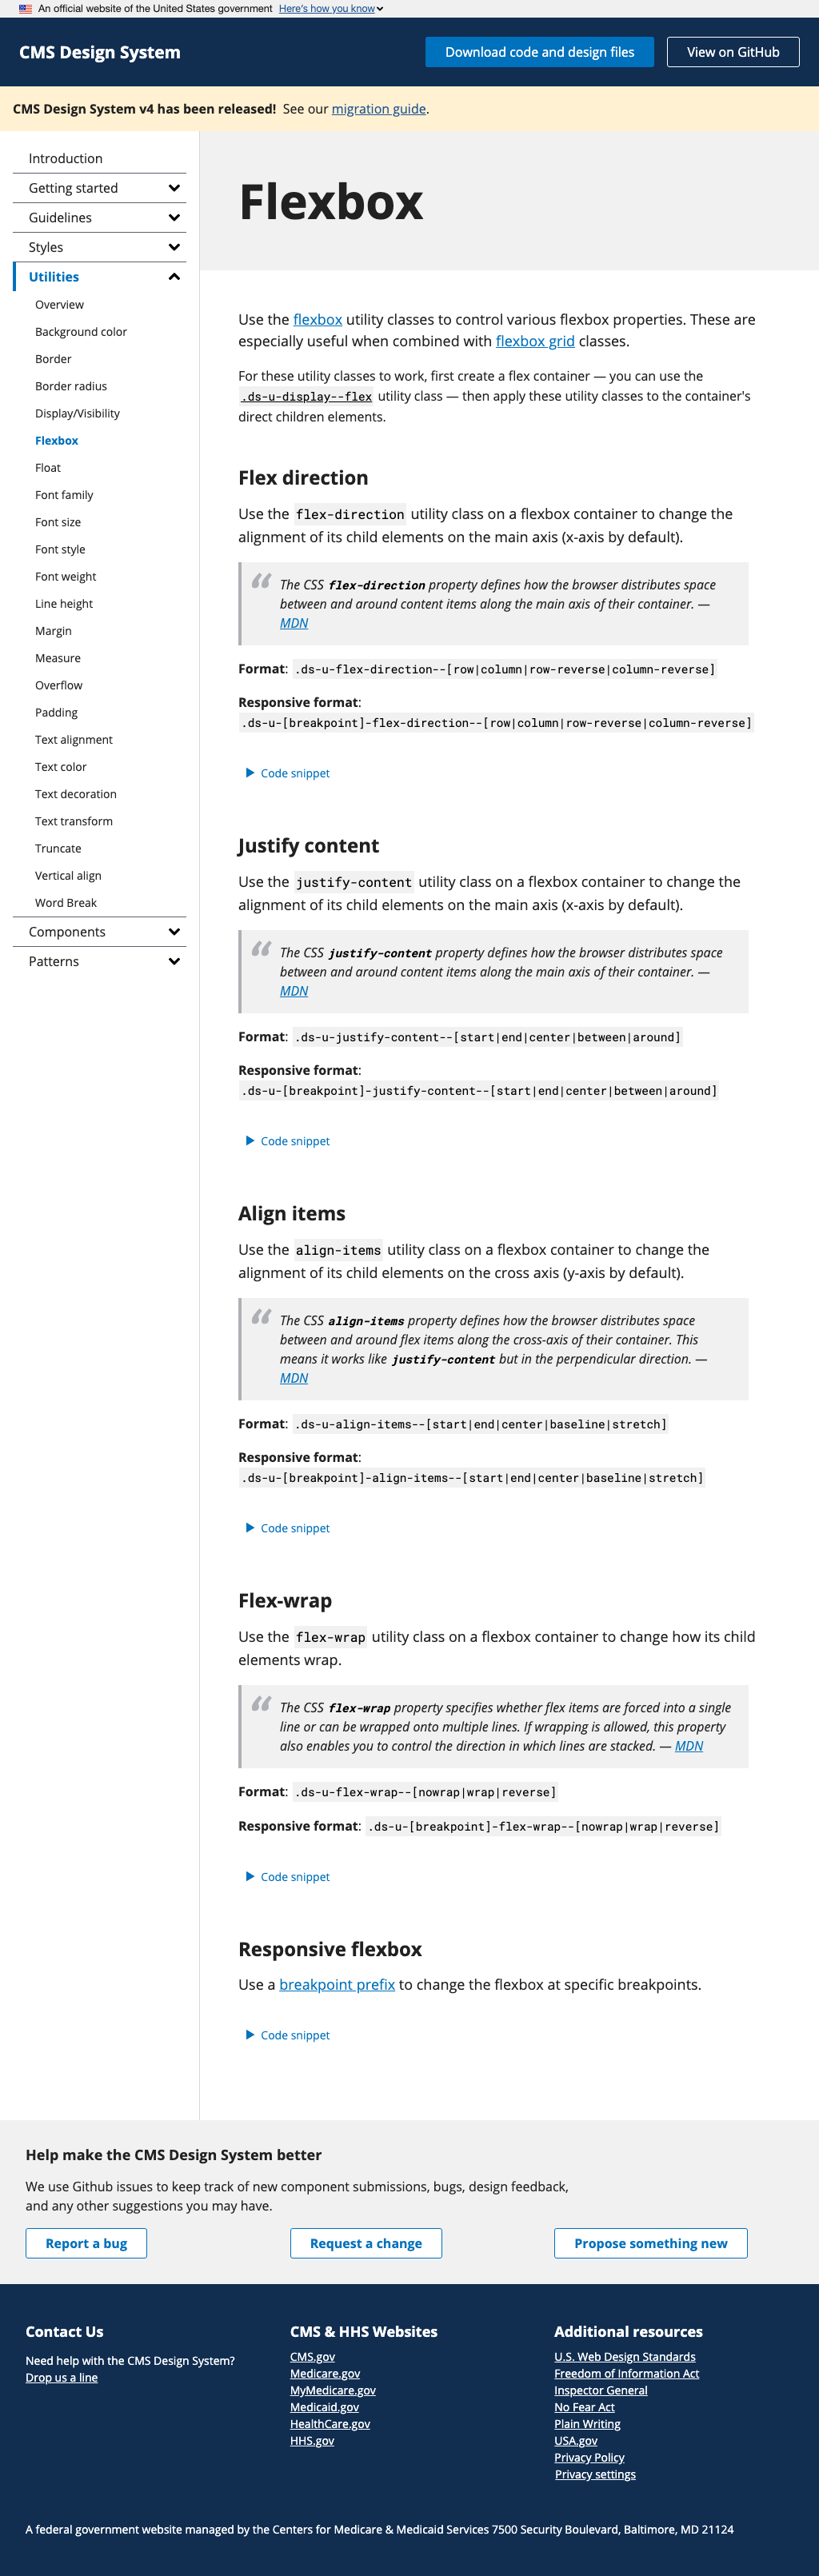 An official website of the United States government Here's how you know
CMS Design System
Download code and design files
View on GitHub
CMS Design System v4 has been released! See our migration guide.
Introduction
Getting started
Guidelines
Styles
Utilities
Overview
Background color
Border
Border radius
Display/Visibility
Flexbox
Float
Font family
Font size
Font style
Font weight
Line height
Margin
Measure
Overflow
Padding
Text alignment
Text color
Text decoration
Text transform
Truncate
Vertical align
Word Break
Components
Patterns
Flexbox
Use the flexbox utility classes to control various flexbox properties. These are
especially useful when combined with flexbox grid classes.
For these utility classes to work, first create a flex container — you can use the
.ds-u-display--flex utility class — then apply these utility classes to the container's
direct children elements.
Flex direction
Use the flex-direction utility class on a flexbox container to change the
alignment of its child elements on the main axis (x-axis by default).
“ The CSS flex-direction property defines how the browser distributes space
between and around content items along the main axis of their container. —
MDN
Format: .ds-u-flex-direction--[row|column|row-reverse|column-reverse]
Responsive format:
.ds-u-[breakpoint]-flex-direction--[row|column|row-reverse|column-reverse]
Code snippet
Justify content
Use the justify-content utility class on a flexbox container to change the
alignment of its child elements on the main axis (x-axis by default).
“ The CSS justify-content property defines how the browser distributes space
between and around content items along the main axis of their container. —
MDN
Format: .ds-u-justify-content--[start|end|center|between|around]
Responsive format:
.ds-u-[breakpoint]-justify-content--[start|end|center|between|around]
Code snippet
Align items
Use the align-items utility class on a flexbox container to change the
alignment of its child elements on the cross axis (y-axis by default).
“ The CSS align-items property defines how the browser distributes space
between and around flex items along the cross-axis of their container. This
means it works like justify-content but in the perpendicular direction. —
MDN
Format: .ds-u-align-items--[start|end|center|baseline|stretch]
Responsive format:
.ds-u-[breakpoint]-align-items--[start|end|center|baseline|stretch]
Code snippet
Flex-wrap
Use the flex-wrap utility class on a flexbox container to change how its child
elements wrap.
“ The CSS flex-wrap property specifies whether flex items are forced into a single
line or can be wrapped onto multiple lines. If wrapping is allowed, this property
also enables you to control the direction in which lines are stacked. — MDN
Format: .ds-u-flex-wrap--[nowrap|wrap|reverse]
Responsive format: .ds-u-[breakpoint]-flex-wrap--[nowrap|wrap|reverse]
Code snippet
Responsive flexbox
Use a breakpoint prefix to change the flexbox at specific breakpoints.
Code snippet
Help make the CMS Design System better
We use Github issues to keep track of new component submissions, bugs, design feedback,
and any other suggestions you may have.
Report a bug
Request a change
Propose something new
Contact Us
Need help with the CMS Design System?
Drop us a line
CMS & HHS Websites
CMS.gov
Medicare.gov
MyMedicare.gov
Medicaid.gov
HealthCare.gov
HHS.gov
Additional resources
U.S. Web Design Standards
Freedom of Information Act
Inspector General
No Fear Act
Plain Writing
USA.gov
Privacy Policy
Privacy settings
A federal government website managed by the Centers for Medicare & Medicaid Services 7500 Security Boulevard, Baltimore, MD 21124